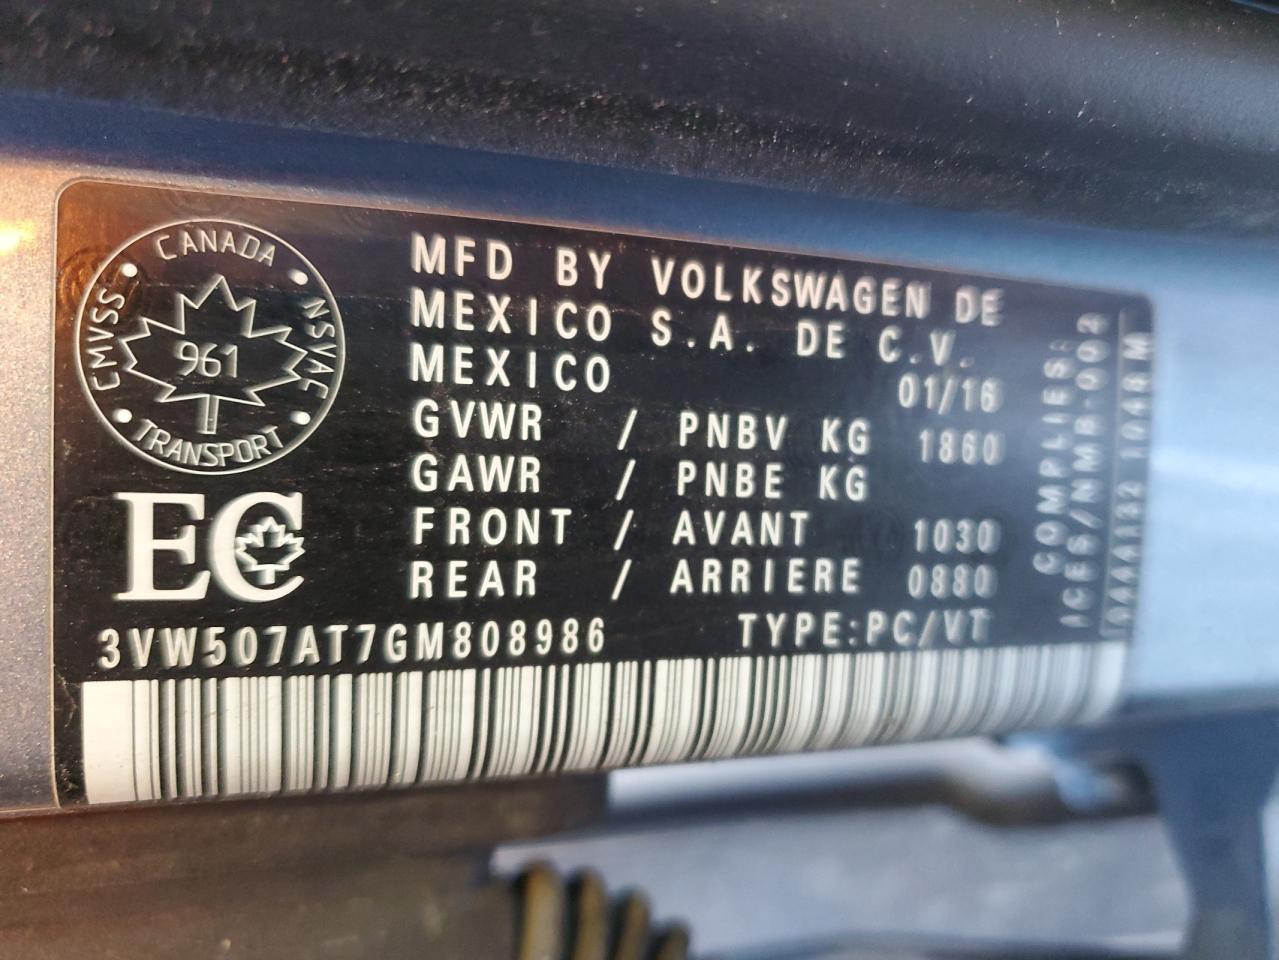 CANADA
CMVSS
NSVAC
961
TRANSPORT
EC
MFD BY VOLKSWAGEN DE
MEXICO S.A. DE C.V.
MEXICO 01/16
GVWR / PNBV KG 1860
GAWR / PNBE KG
FRONT / AVANT 1030
REAR / ARRIERE 0880
3VW507AT7GM808986 TYPE:PC/VT
COMPLIES:
ICES/NMB-002